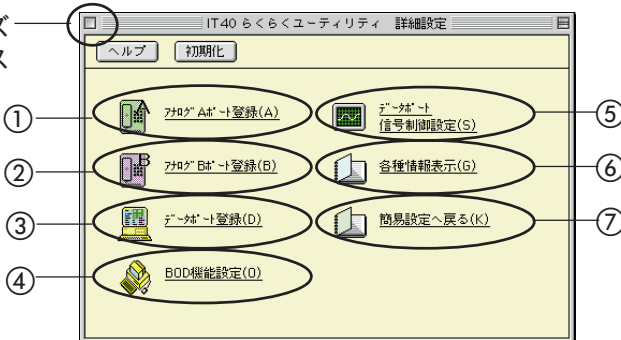 ズ
ス
IT40 らくらくユーティリティ 詳細設定
ヘルプ 初期化
① ｱﾅﾛｸﾞ Aﾎﾟｰﾄ登録(A)
② ｱﾅﾛｸﾞ Bﾎﾟｰﾄ登録(B)
③ ﾃﾞｰﾀﾎﾟｰﾄ登録(D)
④ BOD機能設定(O)
ﾃﾞｰﾀﾎﾟｰﾄ
信号制御設定(S) ⑤
各種情報表示(G) ⑥
簡易設定へ戻る(K) ⑦